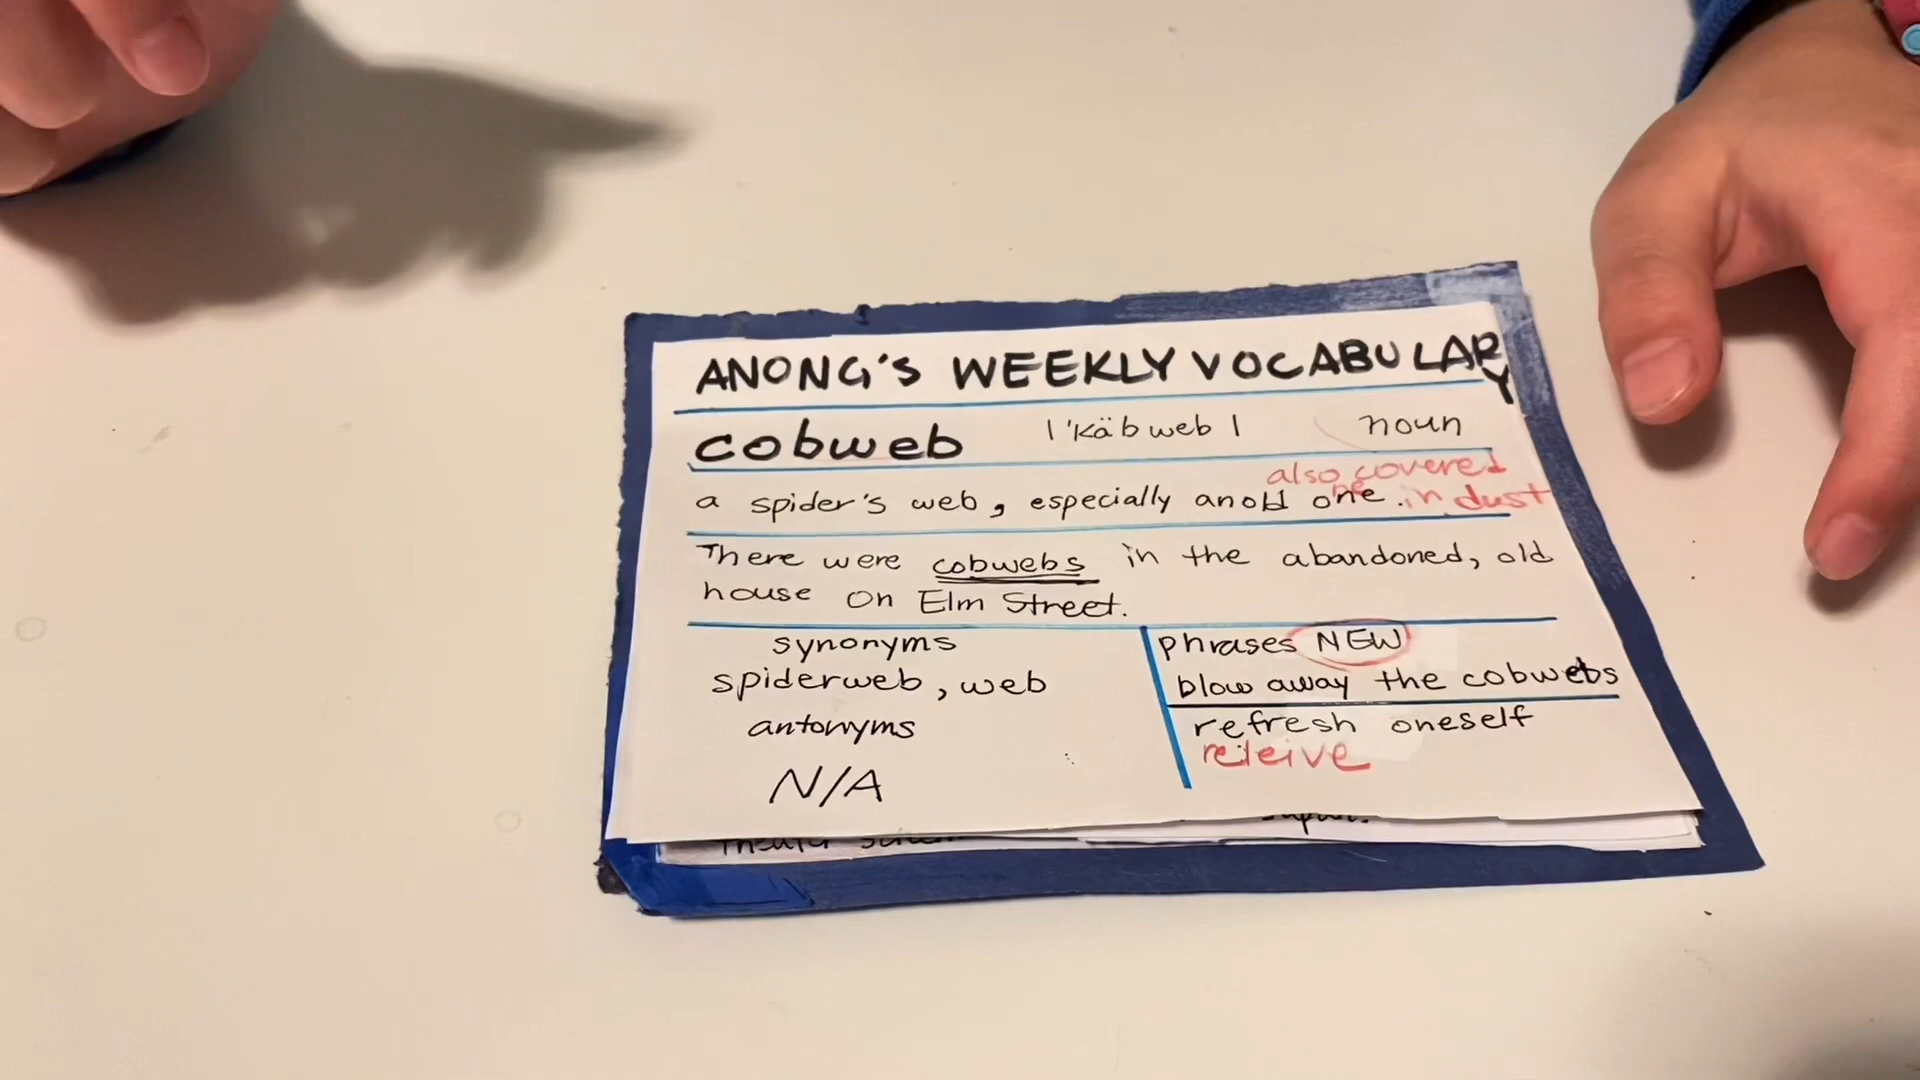 ANONG'S WEEKLY VOCABULARY
cobweb |'käbweb| noun
also covered
a spider's web, especially an old one. in dust
There were cobwebs in the abandoned, old
house on Elm Street.
synonyms
spiderweb, web
antonyms
N/A
phrases NEW
blow away the cobwebs
refresh oneself
releive